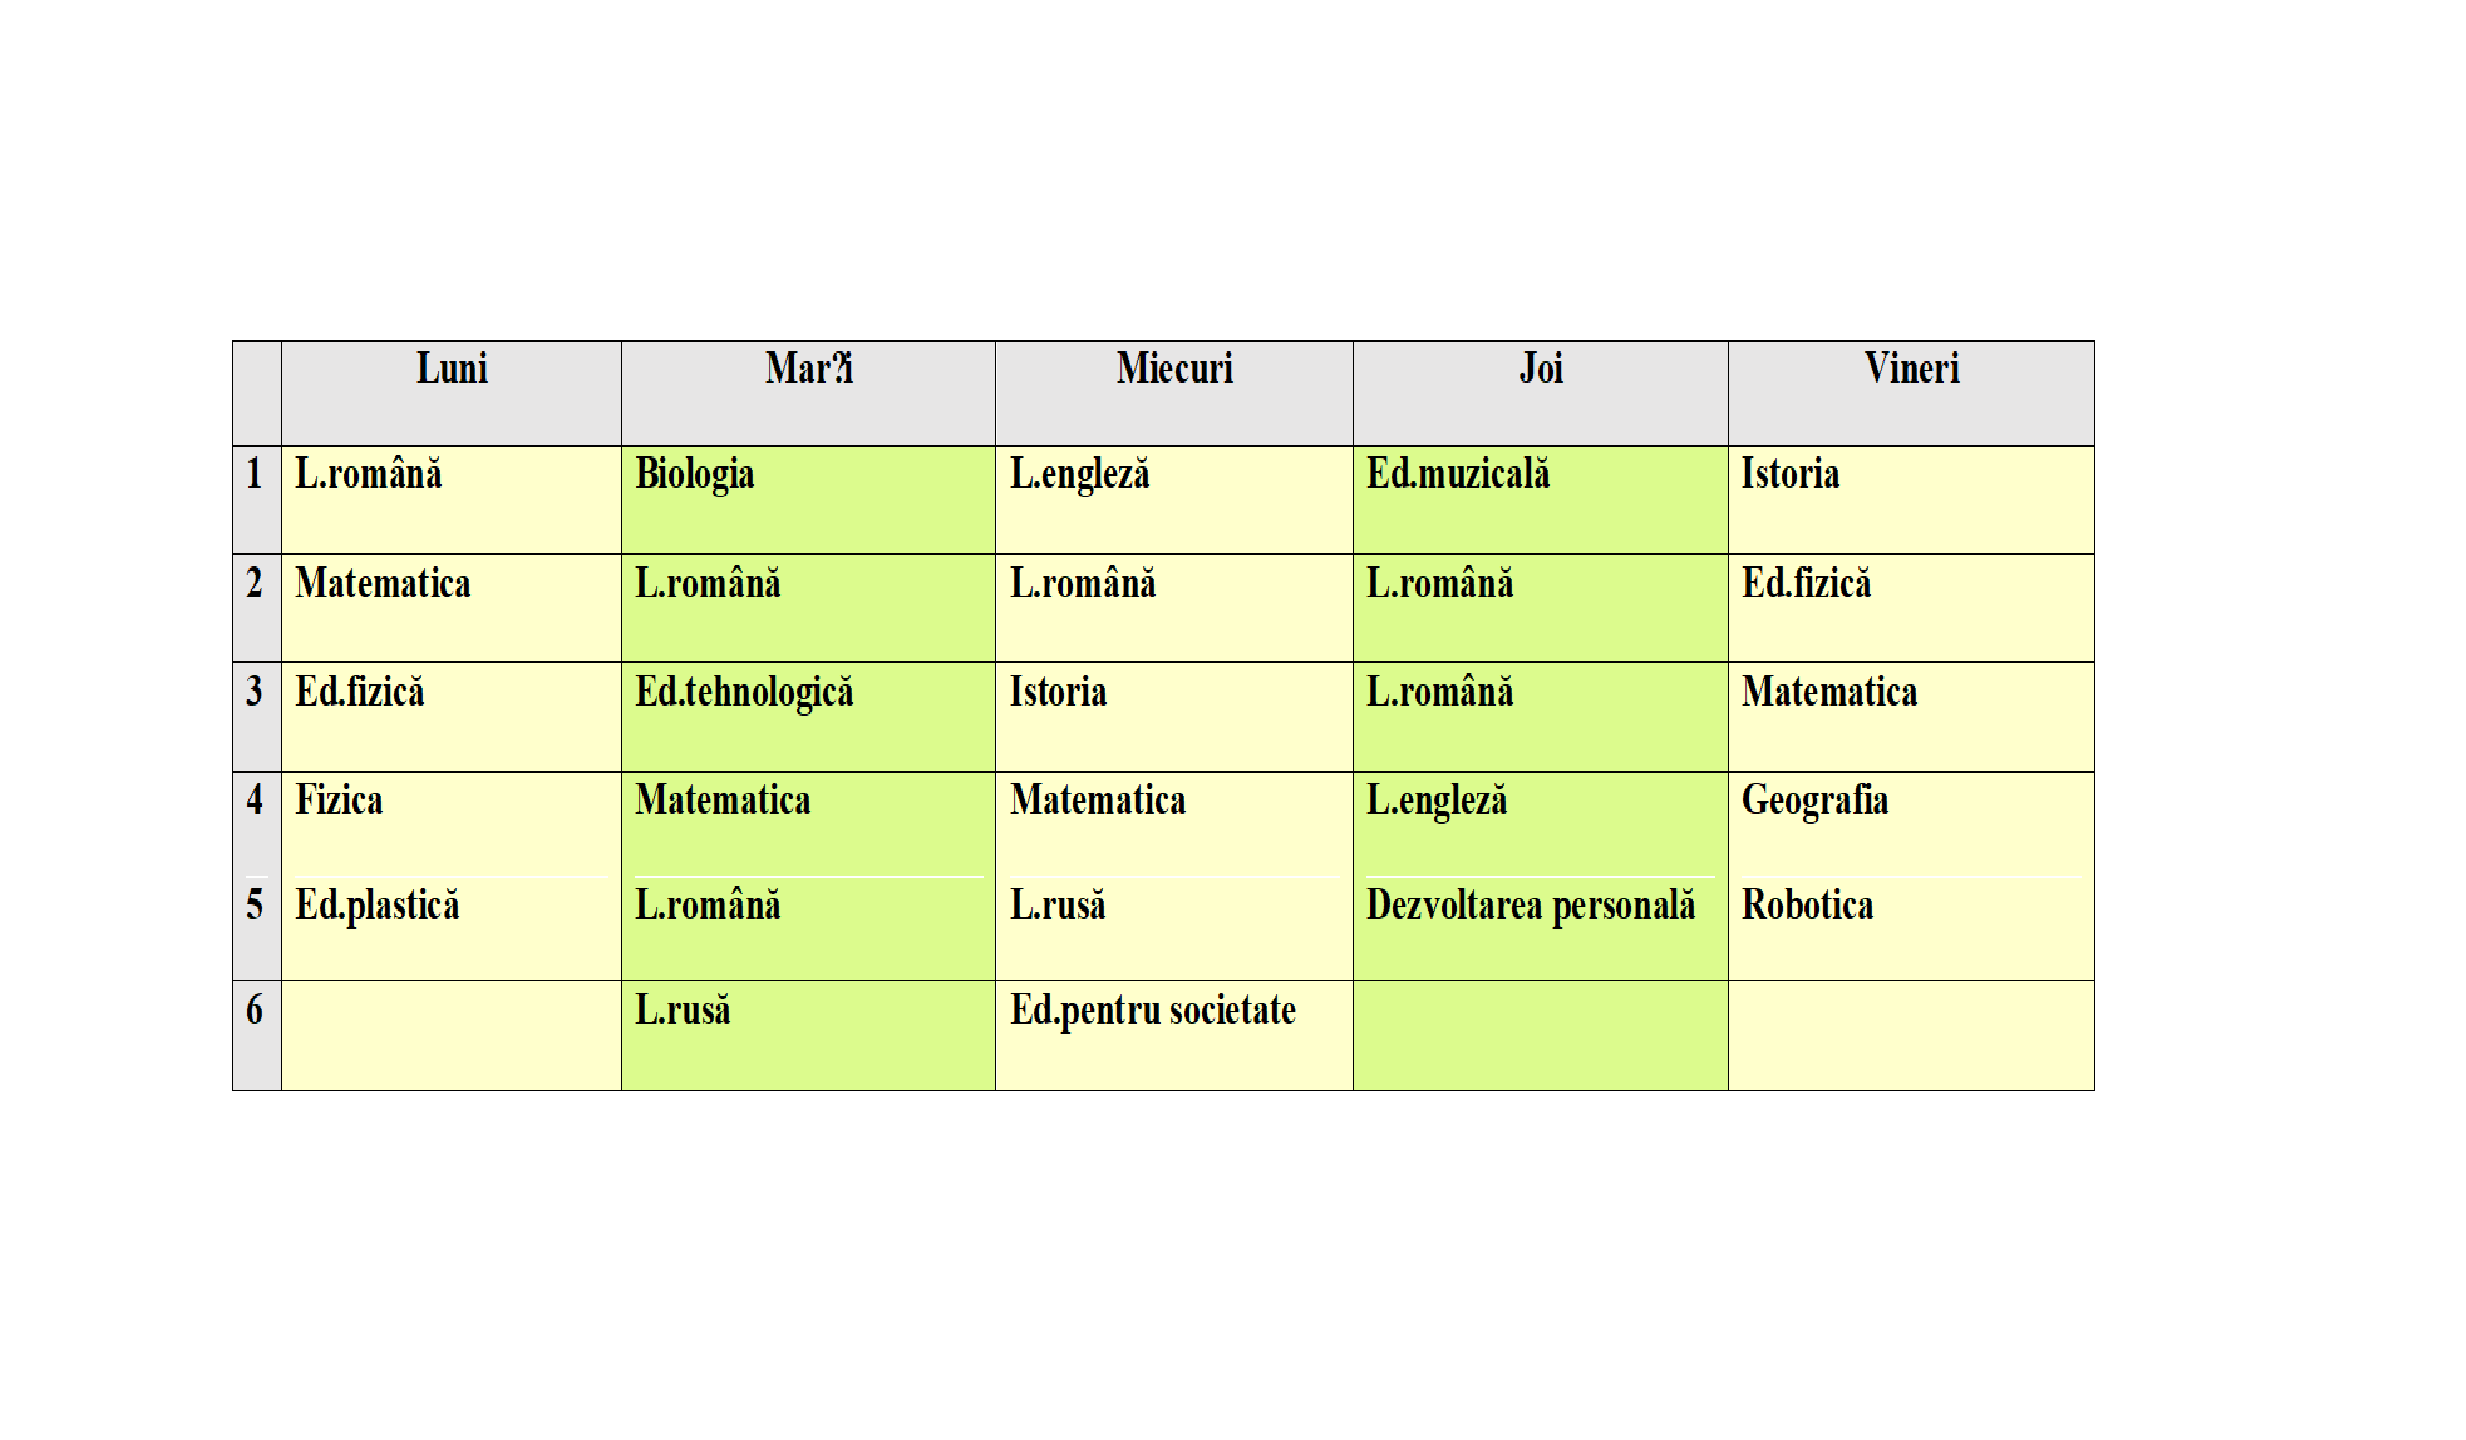 Luni Mar?i Miecuri Joi Vineri
1 L.română Biologia L.engleză Ed.muzicală Istoria
2 Matematica L.română L.română L.română Ed.fizică
3 Ed.fizică Ed.tehnologică Istoria L.română Matematica
4 Fizica Matematica Matematica L.engleză Geografia
5 Ed.plastică L.română L.rusă Dezvoltarea personală Robotica
6 L.rusă Ed.pentru societate